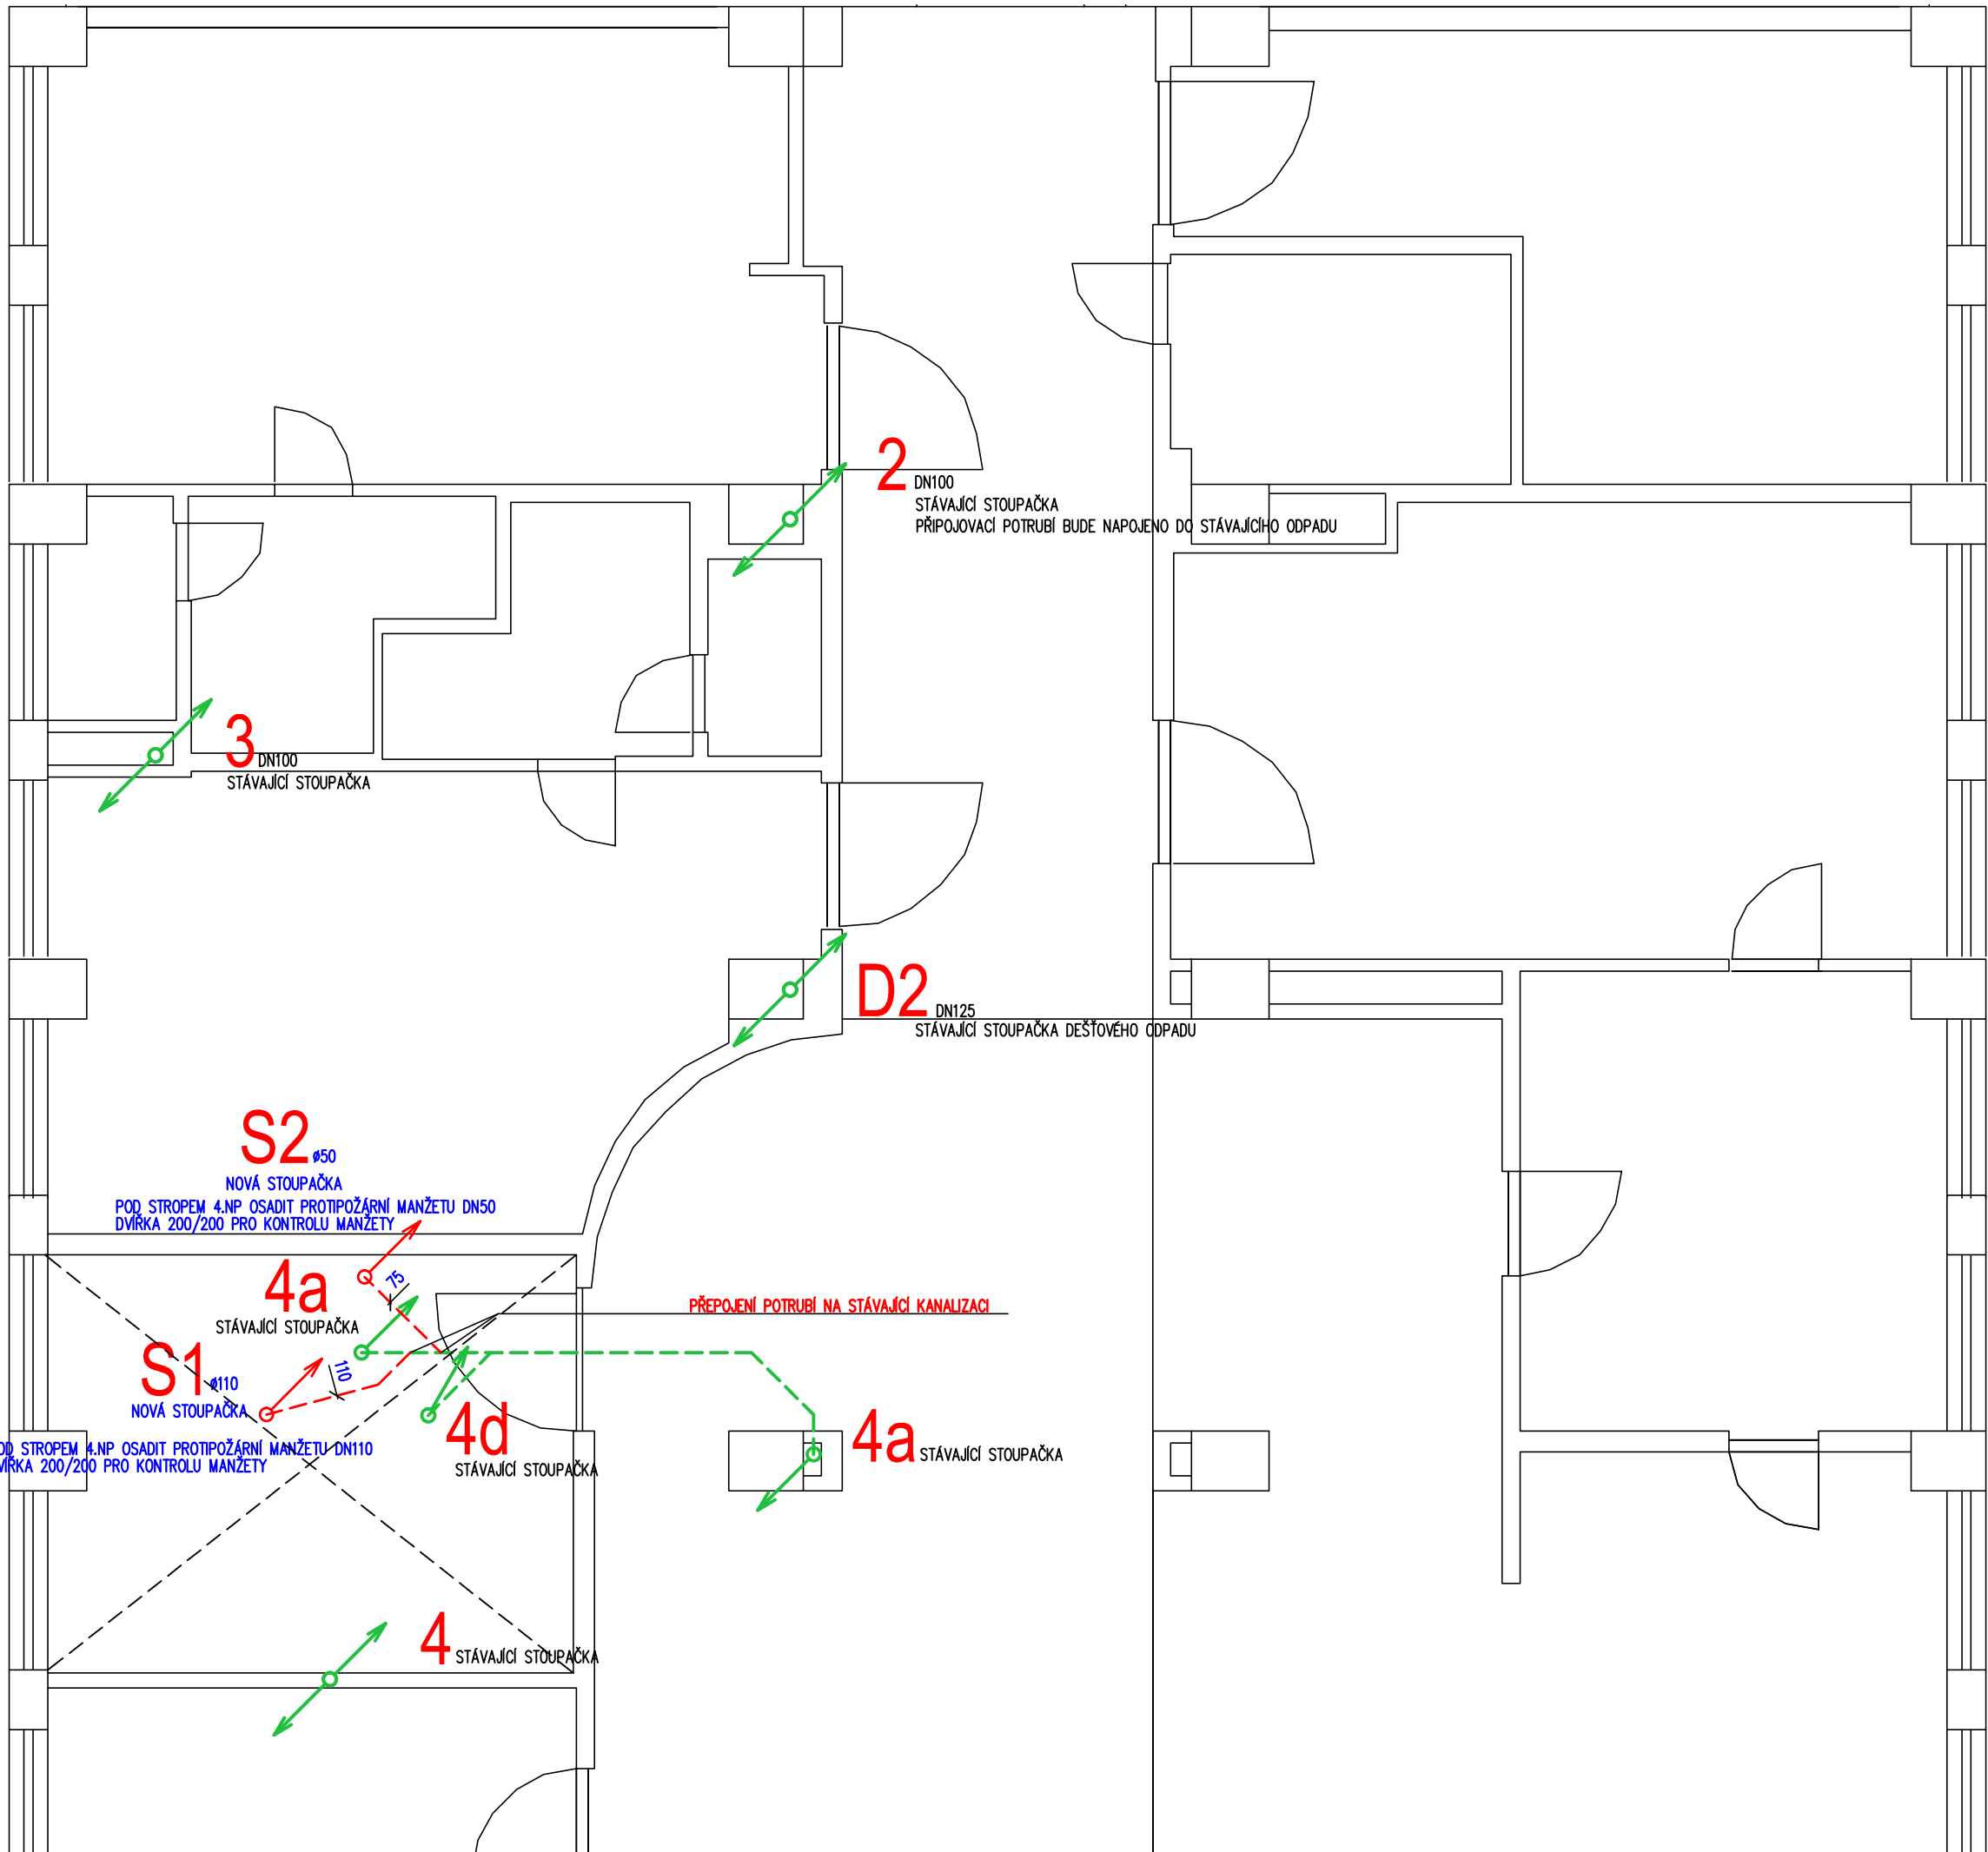 2 DN100
STÁVAJÍCÍ STOUPAČKA
PŘIPOJOVACÍ POTRUBÍ BUDE NAPOJENO DO STÁVAJÍCÍHO ODPADU
3 DN100
STÁVAJÍCÍ STOUPAČKA
D2 DN125
STÁVAJÍCÍ STOUPAČKA DEŠŤOVÉHO ODPADU
S2 ø50
NOVÁ STOUPAČKA
POD STROPEM 4.NP OSADIT PROTIPOŽÁRNÍ MANŽETU DN50
DVÍŘKA 200/200 PRO KONTROLU MANŽETY
4a
75
STÁVAJÍCÍ STOUPAČKA
PŘEPOJENÍ POTRUBÍ NA STÁVAJÍCÍ KANALIZACI
S1 ø110
110
NOVÁ STOUPAČKA
STROPEM 4.NP OSADIT PROTIPOŽÁRNÍ MANŽETU DN110
200/200 PRO KONTROLU MANŽETY
4d
STÁVAJÍCÍ STOUPAČKA
4a STÁVAJÍCÍ STOUPAČKA
4 STÁVAJÍCÍ STOUPAČKA